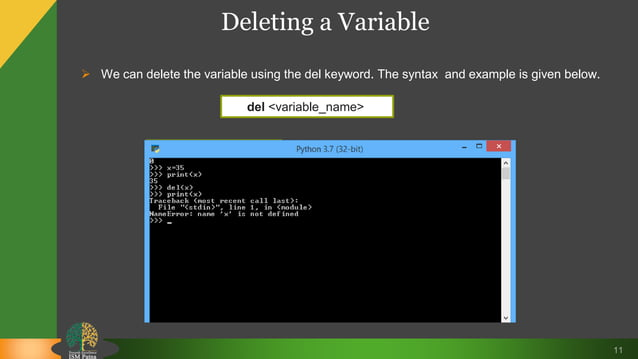 Deleting a Variable
We can delete the variable using the del keyword. The syntax and example is given below.
del <variable_name>
Python 3.7 (32-bit)
0
>>> x=35
>>> print(x)
35
>>> del(x)
>>> print(x)
Traceback (most recent call last):
  File "<stdin>", line 1, in <module>
NameError: name 'x' is not defined
>>> _
ISM Patna
11